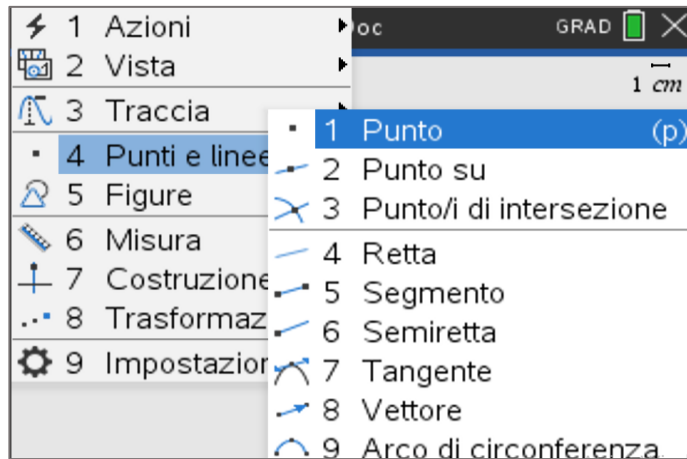 1 Azioni
oc GRAD
2 Vista
1 cm
3 Traccia
4 Punti e linee
5 Figure
6 Misura
7 Costruzione
8 Trasformaz
9 Impostazion
1 Punto (p)
2 Punto su
3 Punto/i di intersezione
4 Retta
5 Segmento
6 Semiretta
7 Tangente
8 Vettore
9 Arco di circonferenza